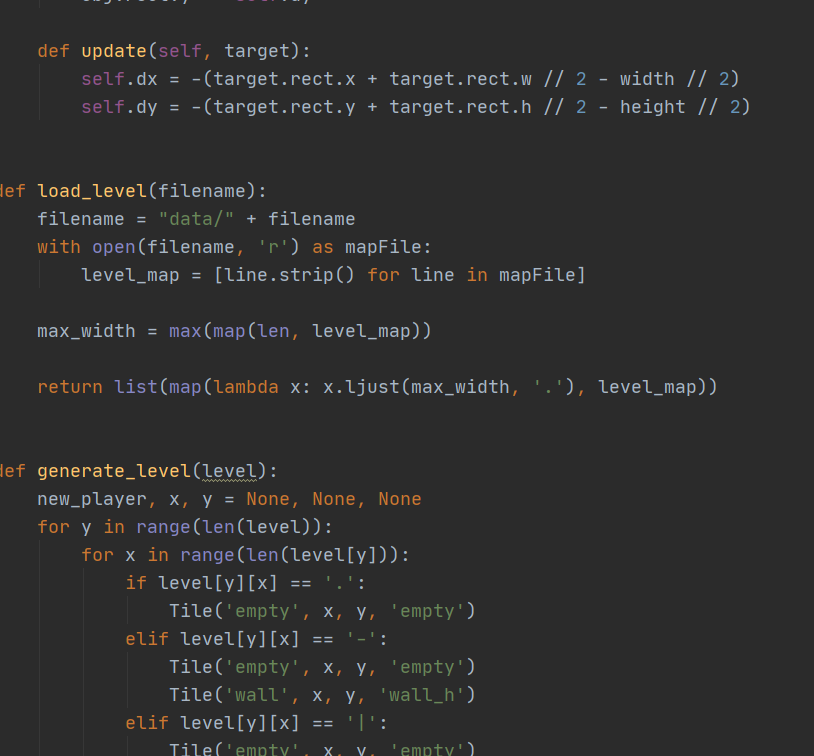 def update(self, target):
self.dx = -(target.rect.x + target.rect.w // 2 - width // 2)
self.dy = -(target.rect.y + target.rect.h // 2 - height // 2)
def load_level(filename):
filename = "data/" + filename
with open(filename, 'r') as mapFile:
level_map = [line.strip() for line in mapFile]
max_width = max(map(len, level_map))
return list(map(lambda x: x.ljust(max_width, '.'), level_map))
def generate_level(level):
new_player, x, y = None, None, None
for y in range(len(level)):
for x in range(len(level[y])):
if level[y][x] == '.':
Tile('empty', x, y, 'empty')
elif level[y][x] == '-':
Tile('empty', x, y, 'empty')
Tile('wall', x, y, 'wall_h')
elif level[y][x] == '|':
Tile('empty', x, y, 'empty')